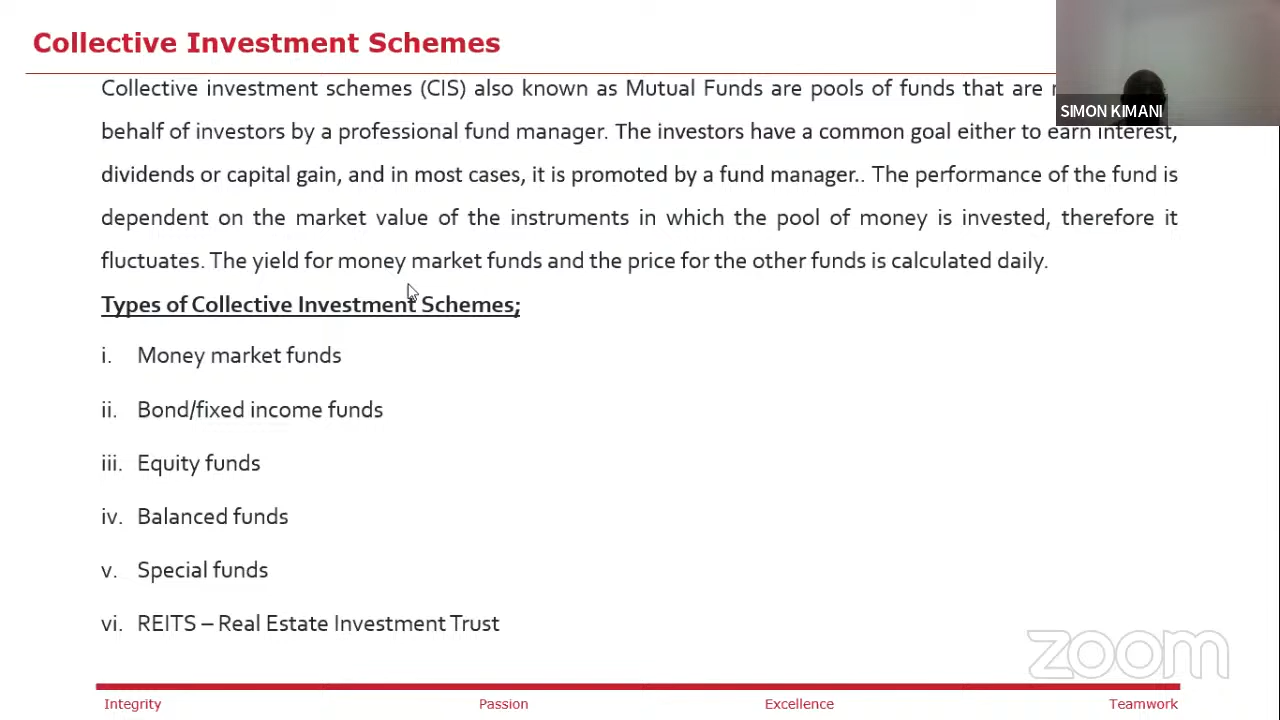 Collective Investment Schemes
Collective investment schemes (CIS) also known as Mutual Funds are pools of funds that are
SIMON KIMANI
behalf of investors by a professional fund manager. The investors have a common goal either to earn interest,
dividends or capital gain, and in most cases, it is promoted by a fund manager.. The performance of the fund is
dependent on the market value of the instruments in which the pool of money is invested, therefore it
fluctuates. The yield for money market funds and the price for the other funds is calculated daily.
Types of Collective Investment Schemes;
i. Money market funds
ii. Bond/fixed income funds
iii. Equity funds
iv. Balanced funds
v. Special funds
vi. REITS – Real Estate Investment Trust
zoom
Integrity Passion Excellence Teamwork